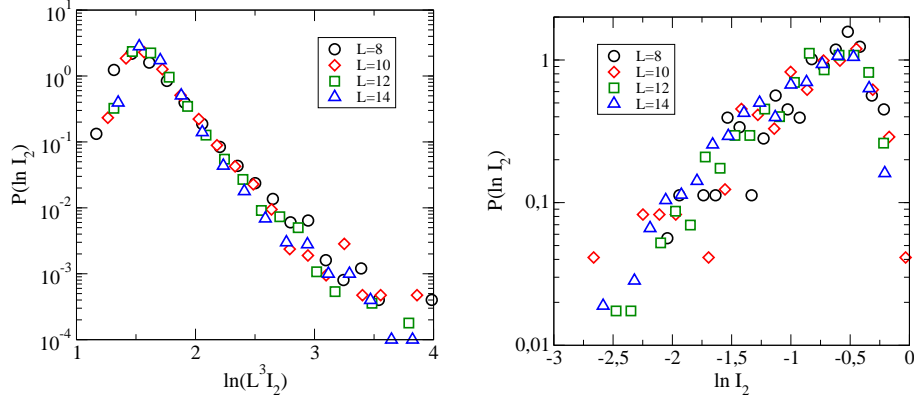 10^1
10^0
10^-1
10^-2
10^-3
10^-4
P(ln I_2)
1 2 3 4
ln(L^3I_2)
L=8
L=10
L=12
L=14
1
0,1
0,01
P(ln I_2)
-3 -2,5 -2 -1,5 -1 -0,5 0
ln I_2
L=8
L=10
L=12
L=14